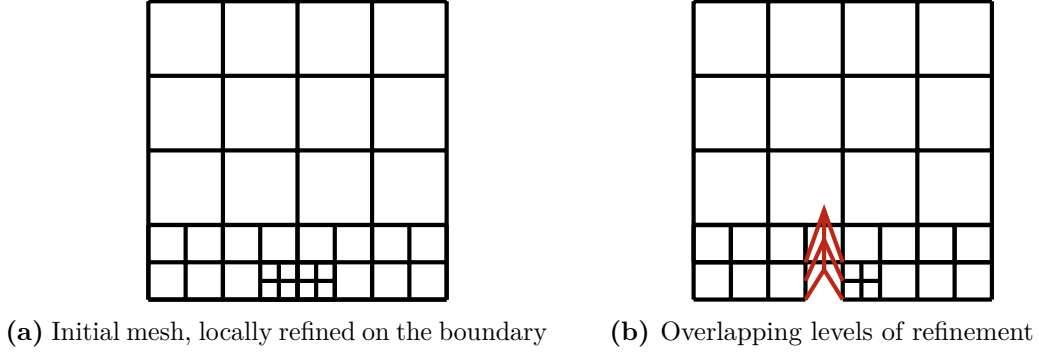 (a) Initial mesh, locally refined on the boundary
(b) Overlapping levels of refinement